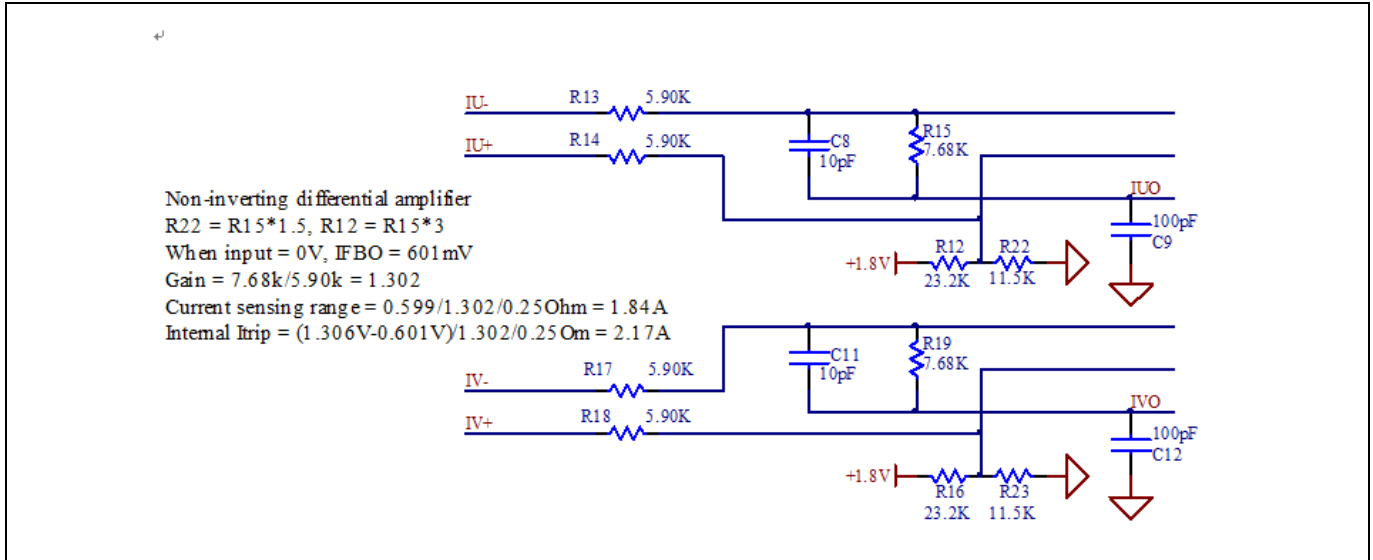 IU-
R13
5.90K
IU+
R14
5.90K
C8
10pF
R15
7.68K
Non-inverting differential amplifier
R22 = R15*1.5, R12 = R15*3
When input = 0V, IFBO = 601mV
Gain = 7.68k/5.90k = 1.302
Current sensing range = 0.599/1.302/0.25Ohm = 1.84A
Internal Itrip = (1.306V-0.601V)/1.302/0.25Om = 2.17A
IUO
100pF
C9
+1.8V
R12
23.2K
R22
11.5K
IV-
R17
5.90K
IV+
R18
5.90K
C11
10pF
R19
7.68K
IVO
100pF
C12
+1.8V
R16
23.2K
R23
11.5K